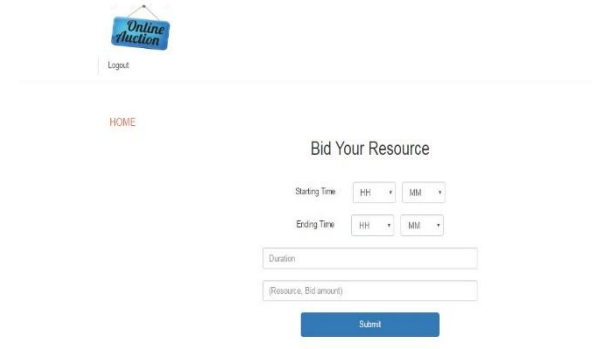 Online
Auction
Logout
HOME
Bid Your Resource
Starting Time HH MM
Ending Time HH MM
Duration
(Resource, Bid amount)
Submit